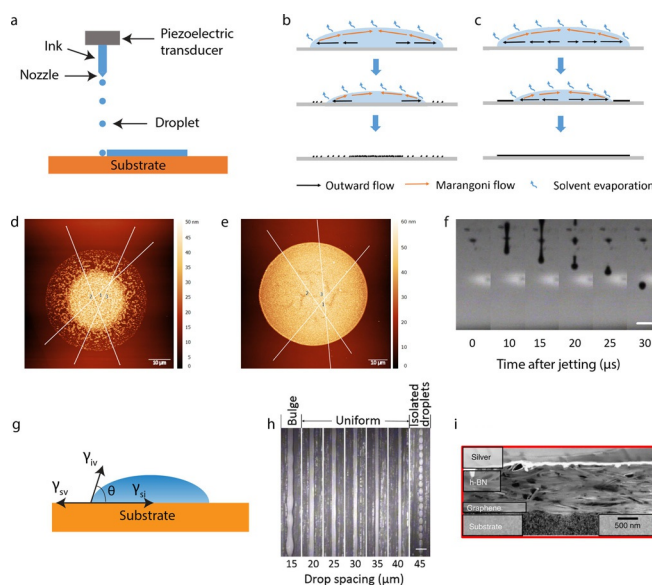 a
Piezoelectric
transducer
Ink
Nozzle
Droplet
Substrate
b
c
Outward flow
Marangoni flow
Solvent evaporation
d
50 nm
45
40
35
30
25
20
15
10
5
0
10 µm
e
60 nm
50
40
30
20
10
0
10 µm
f
0 10 15 20 25 30
Time after jetting (µs)
g
γiv
γsv
θ
γsi
Substrate
h
Bulge
Uniform
Isolated
droplets
15 20 25 30 35 40 45
Drop spacing (µm)
i
Silver
h-BN
Graphene
Substrate
500 nm